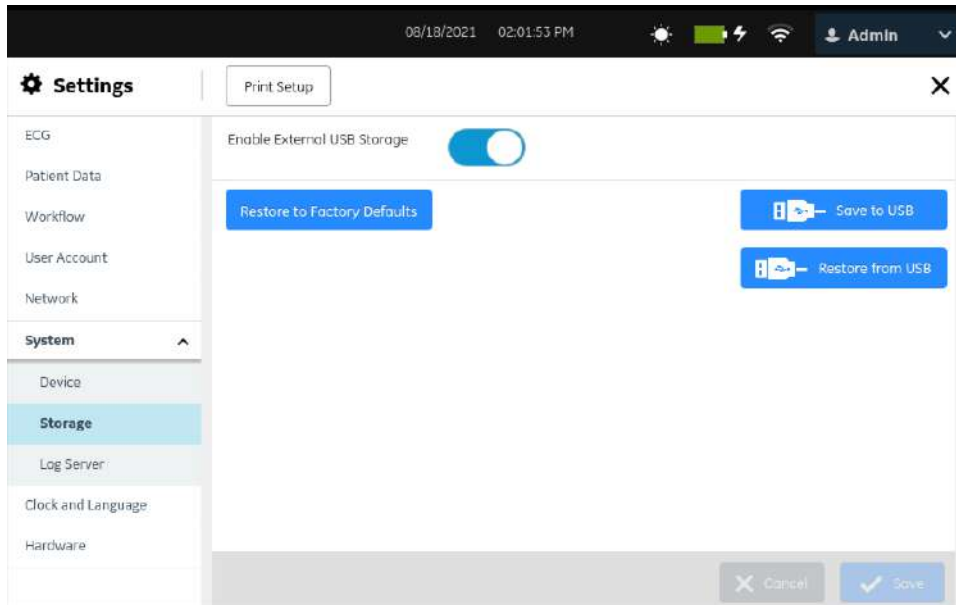 08/18/2021 02:01:53 PM Admin
Settings
Print Setup
ECG
Patient Data
Workflow
User Account
Network
System
Device
Storage
Log Server
Clock and Language
Hardware
Enable External USB Storage
Restore to Factory Defaults
Save to USB
Restore from USB
Cancel
Save